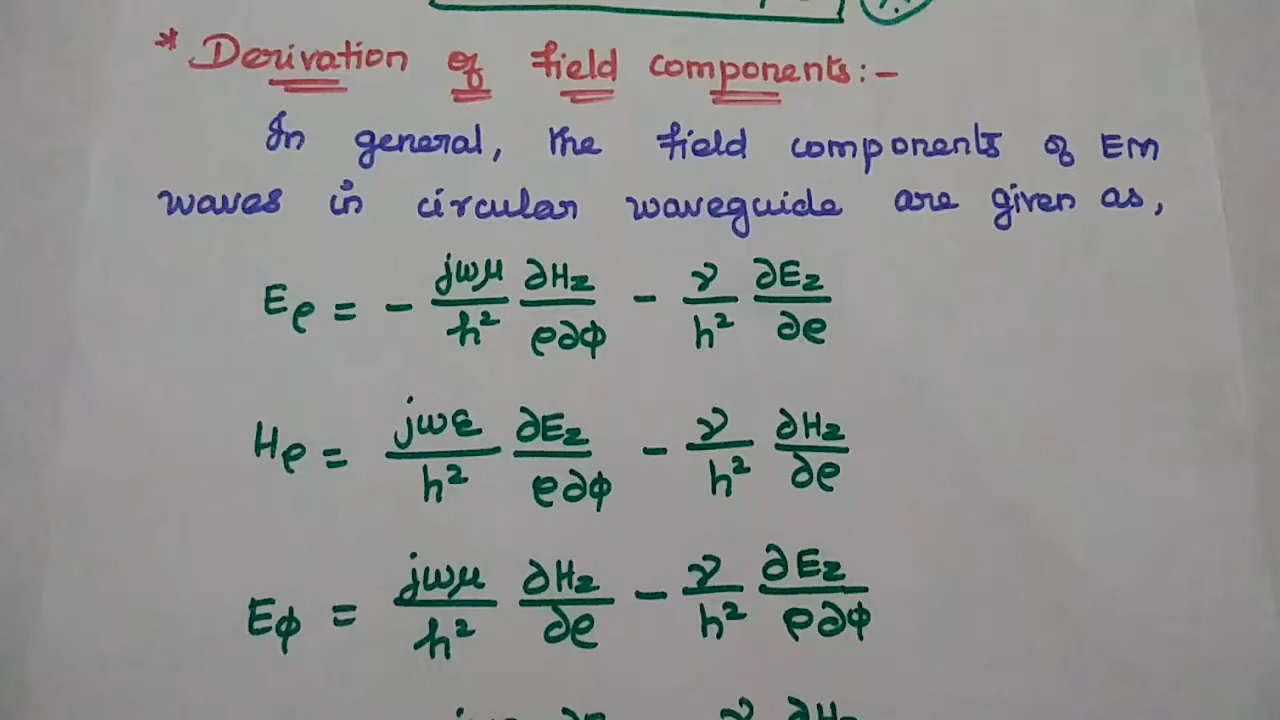 * Derivation of field components:-
In general, the field components of EM
waves in circular waveguide are given as,
Eρ = - jωμ/h² ∂Hz/ρ∂φ - γ/h² ∂Ez/∂ρ
Hρ = jωε/h² ∂Ez/ρ∂φ - γ/h² ∂Hz/∂ρ
Eφ = jωμ/h² ∂Hz/∂ρ - γ/h² ∂Ez/ρ∂φ